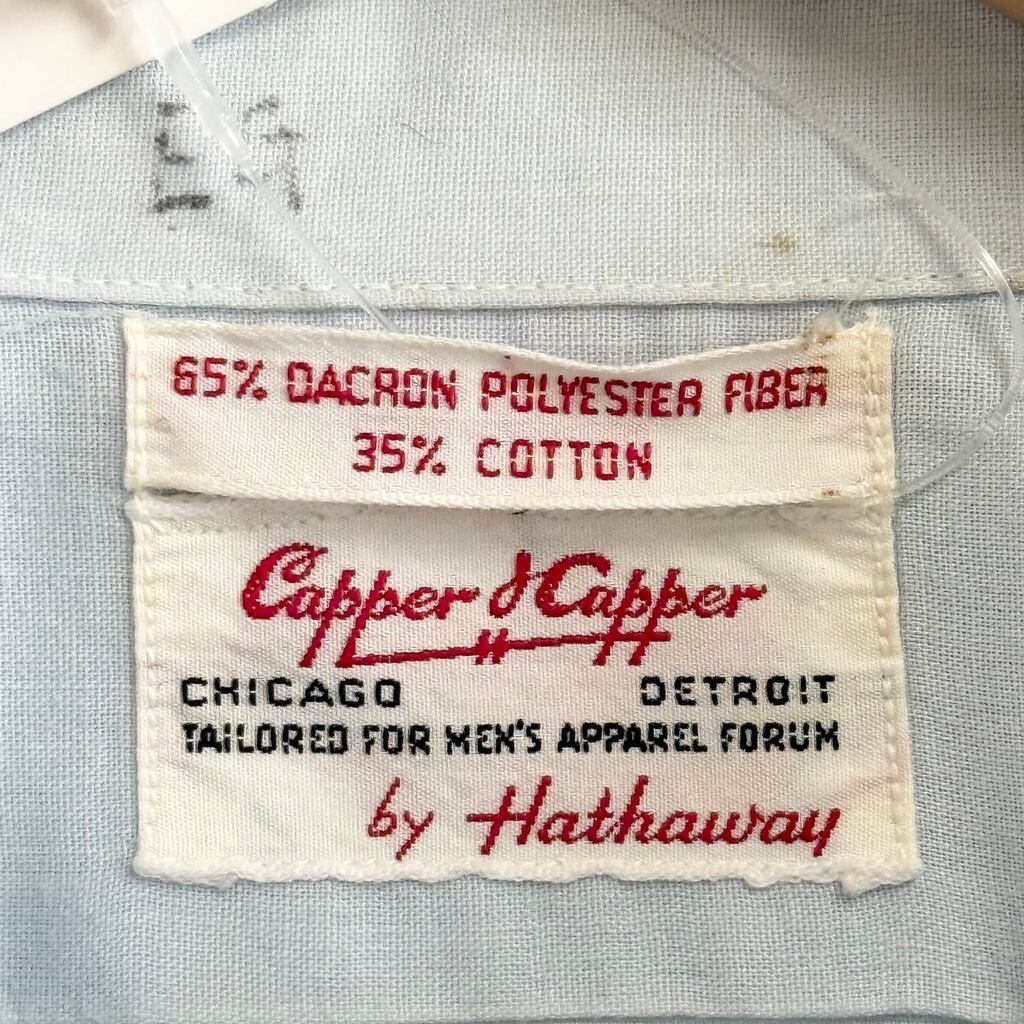 65% DACRON POLYESTER FIBER
35% COTTON
Capper & Capper
CHICAGO DETROIT
TAILORED FOR MEN'S APPAREL FORUM
by Hathaway